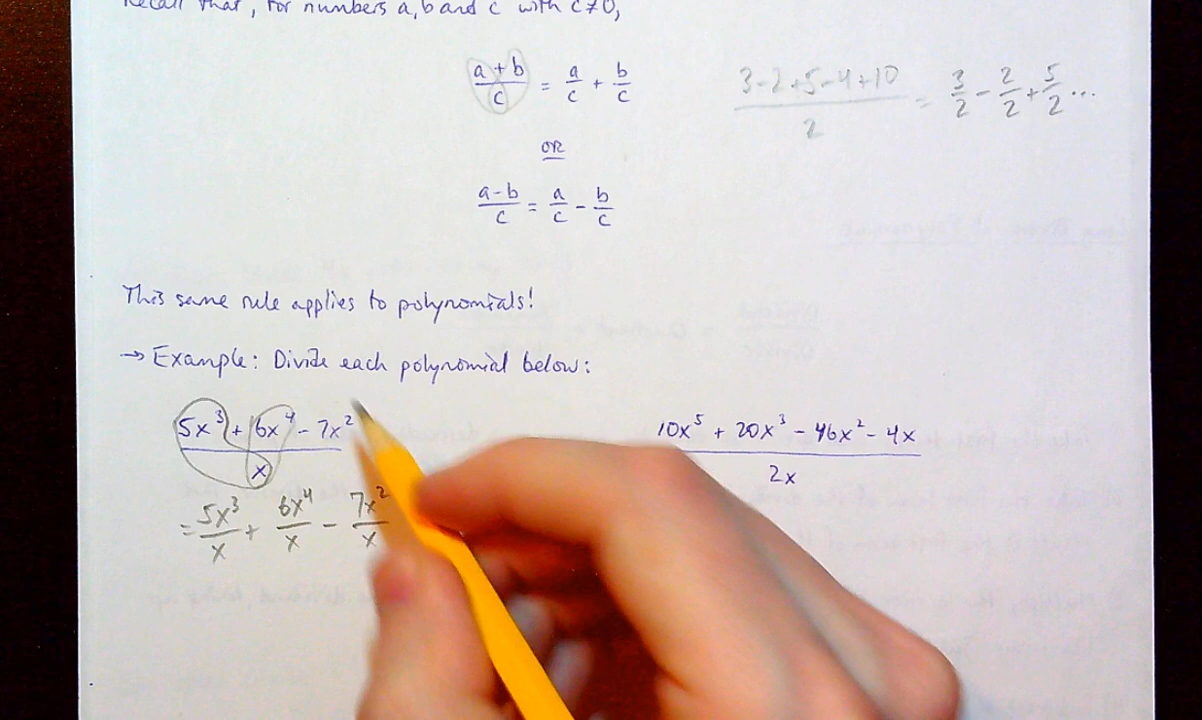 Recall that, for numbers a, b and c with c≠0,
(a+b)/c = a/c + b/c
(3-2+5-4+10)/2 = 3/2 - 2/2 + 5/2 ...
OR
(a-b)/c = a/c - b/c
This same rule applies to polynomials!
→ Example: Divide each polynomial below:
(5x³ + 6x⁴ - 7x²)/x
(10x⁵ + 20x³ - 46x² - 4x)/2x
= 5x³/x + 6x⁴/x - 7x²/x